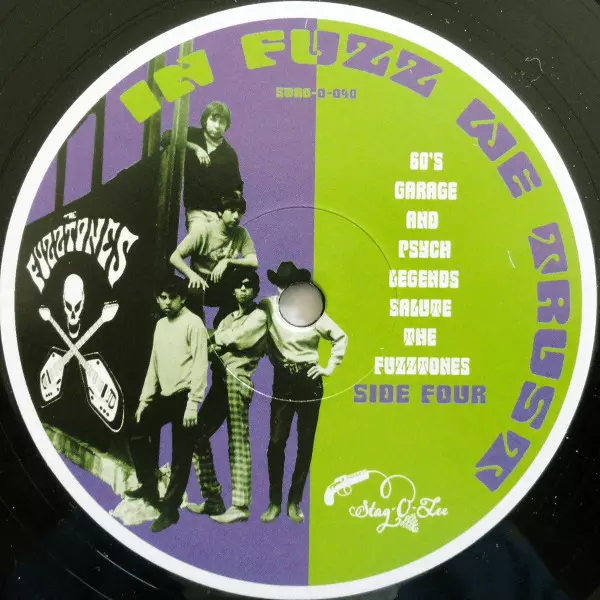 IN FUZZ WE TRUST
STAG-O-040
60'S
GARAGE
AND
PSYCH
LEGENDS
SALUTE
THE
FUZZTONES
SIDE FOUR
THE
FUZZTONES
Stag-O-Lee